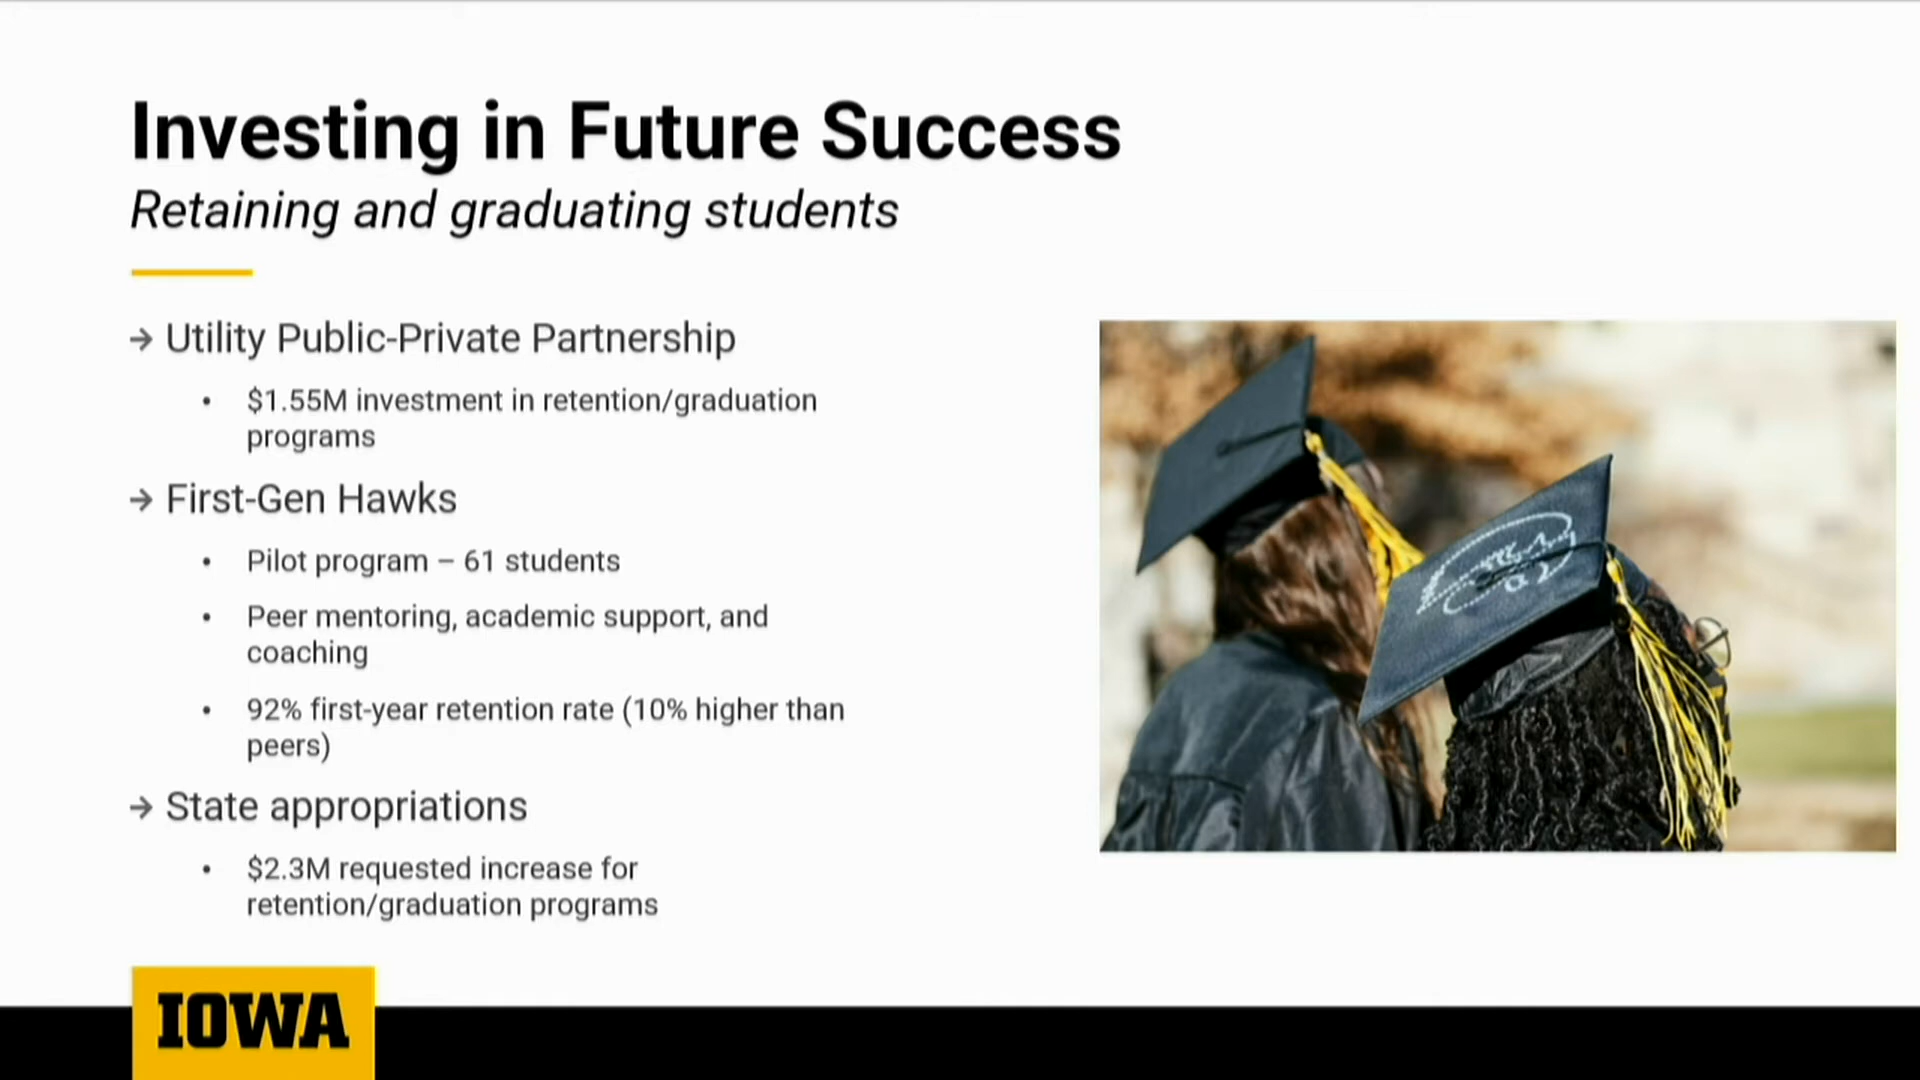 Investing in Future Success
Retaining and graduating students
→ Utility Public-Private Partnership
• $1.55M investment in retention/graduation
programs
→ First-Gen Hawks
• Pilot program – 61 students
• Peer mentoring, academic support, and
coaching
• 92% first-year retention rate (10% higher than
peers)
→ State appropriations
• $2.3M requested increase for
retention/graduation programs
IOWA